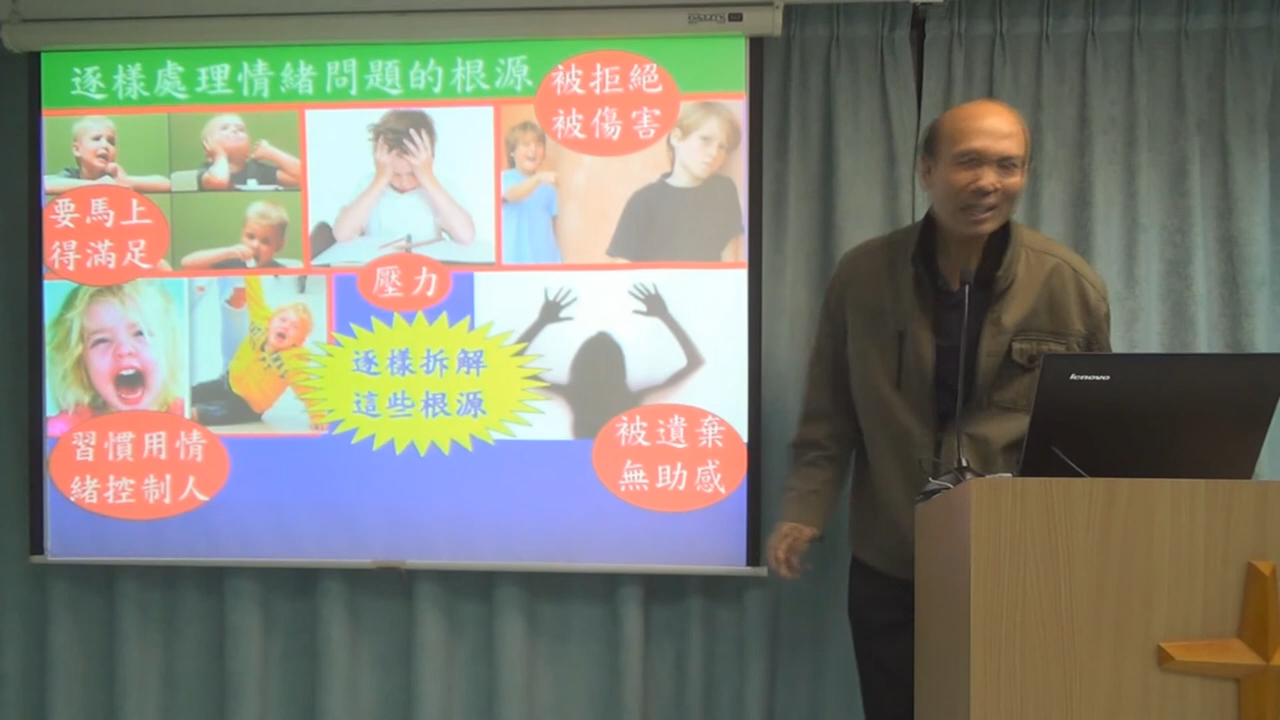 逐樣處理情緒問題的根源
被拒絕
被傷害
要馬上
得滿足
壓力
逐樣拆解
這些根源
習慣用情
緒控制人
被遺棄
無助感
lenovo